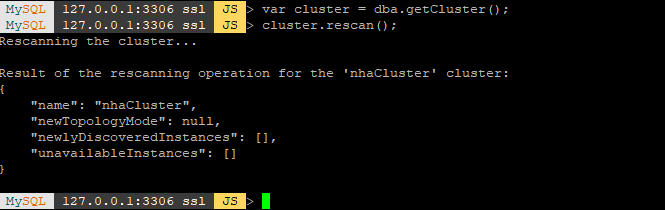 MySQL 127.0.0.1:3306 ssl JS > var cluster = dba.getCluster();
MySQL 127.0.0.1:3306 ssl JS > cluster.rescan();
Rescanning the cluster...
Result of the rescanning operation for the 'nhaCluster' cluster:
{
    "name": "nhaCluster",
    "newTopologyMode": null,
    "newlyDiscoveredInstances": [],
    "unavailableInstances": []
}
MySQL 127.0.0.1:3306 ssl JS >